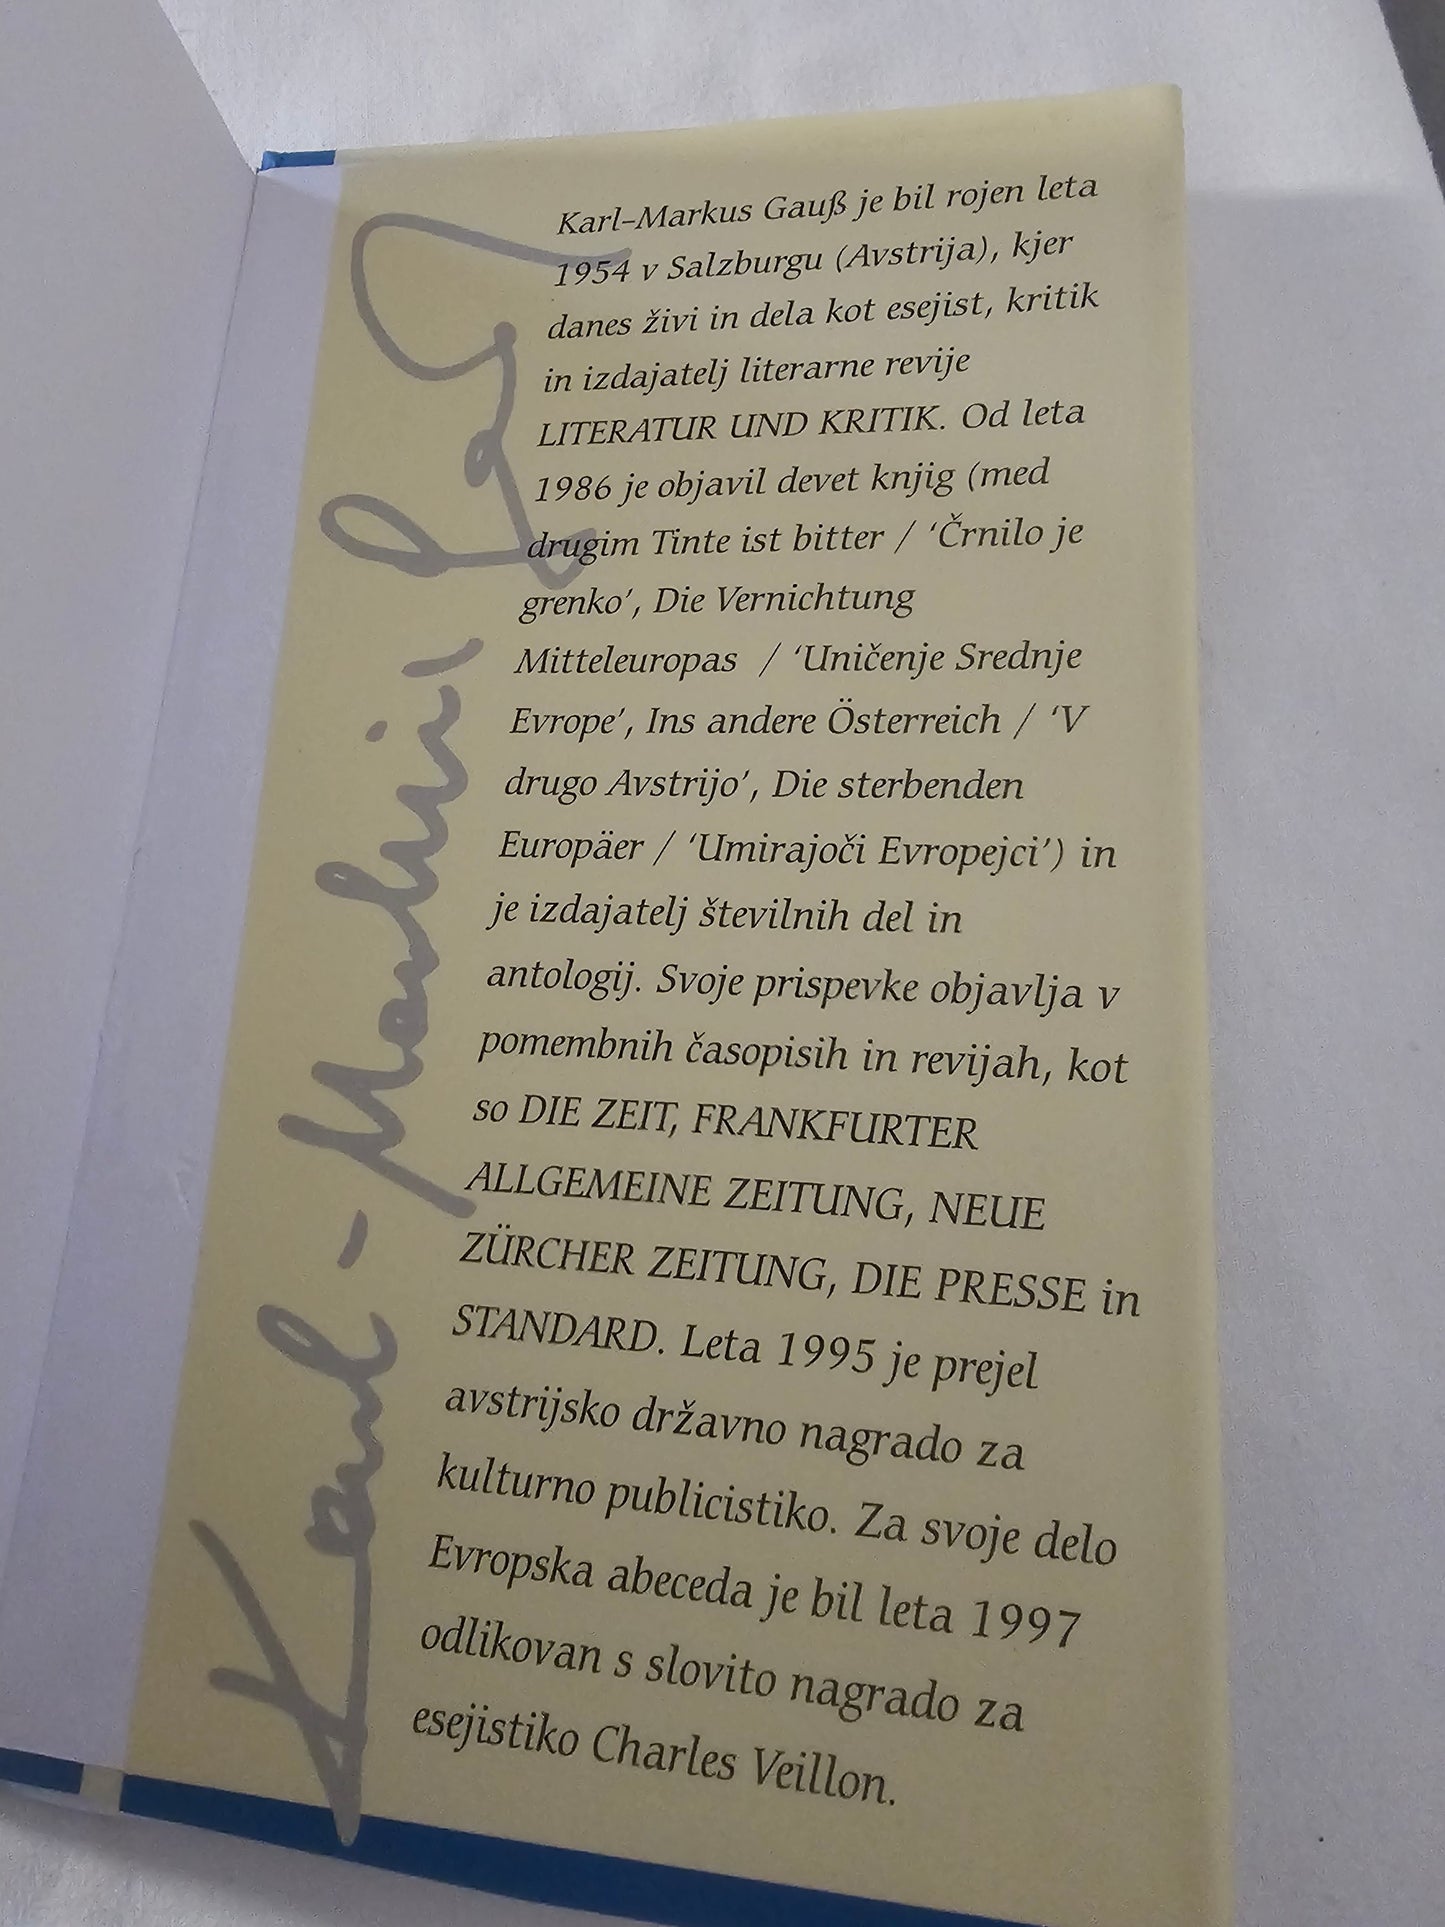 Karl–Markus Gauß je bil rojen leta
1954 v Salzburgu (Avstrija), kjer
danes živi in dela kot esejist, kritik
in izdajatelj literarne revije
LITERATUR UND KRITIK. Od leta
1986 je objavil devet knjig (med
drugim Tinte ist bitter / ‘Črnilo je
grenko’, Die Vernichtung
Mitteleuropas / ‘Uničenje Srednje
Evrope’, Ins andere Österreich / ‘V
drugo Avstrijo’, Die sterbenden
Europäer / ‘Umirajoči Evropejci’) in
je izdajatelj številnih del in
antologij. Svoje prispevke objavlja v
pomembnih časopisih in revijah, kot
so DIE ZEIT, FRANKFURTER
ALLGEMEINE ZEITUNG, NEUE
ZÜRCHER ZEITUNG, DIE PRESSE in
STANDARD. Leta 1995 je prejel
avstrijsko državno nagrado za
kulturno publicistiko. Za svoje delo
Evropska abeceda je bil leta 1997
odlikovan s slovito nagrado za
esejistiko Charles Veillon.
Karl-Markus